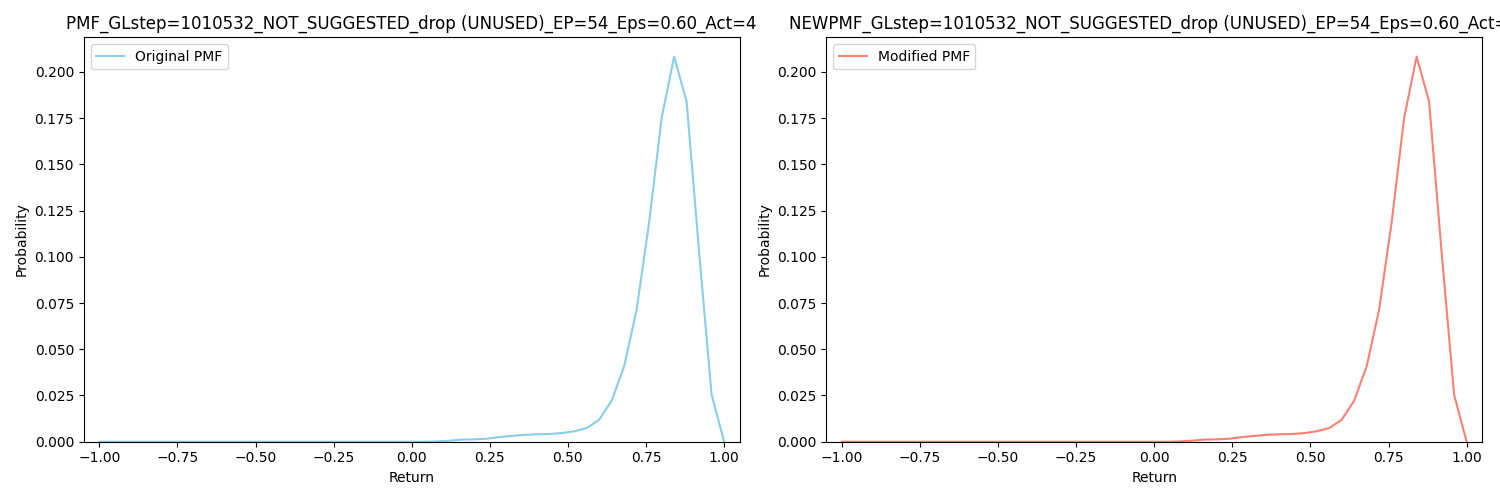 PMF_GLstep=1010532_NOT_SUGGESTED_drop (UNUSED)_EP=54_Eps=0.60_Act=4
Original PMF
0.200
0.175
0.150
0.125
0.100
0.075
0.050
0.025
0.000
Probability
−1.00 −0.75 −0.50 −0.25 0.00 0.25 0.50 0.75 1.00
Return
NEWPMF_GLstep=1010532_NOT_SUGGESTED_drop (UNUSED)_EP=54_Eps=0.60_Act=
Modified PMF
0.200
0.175
0.150
0.125
0.100
0.075
0.050
0.025
0.000
Probability
−1.00 −0.75 −0.50 −0.25 0.00 0.25 0.50 0.75 1.00
Return